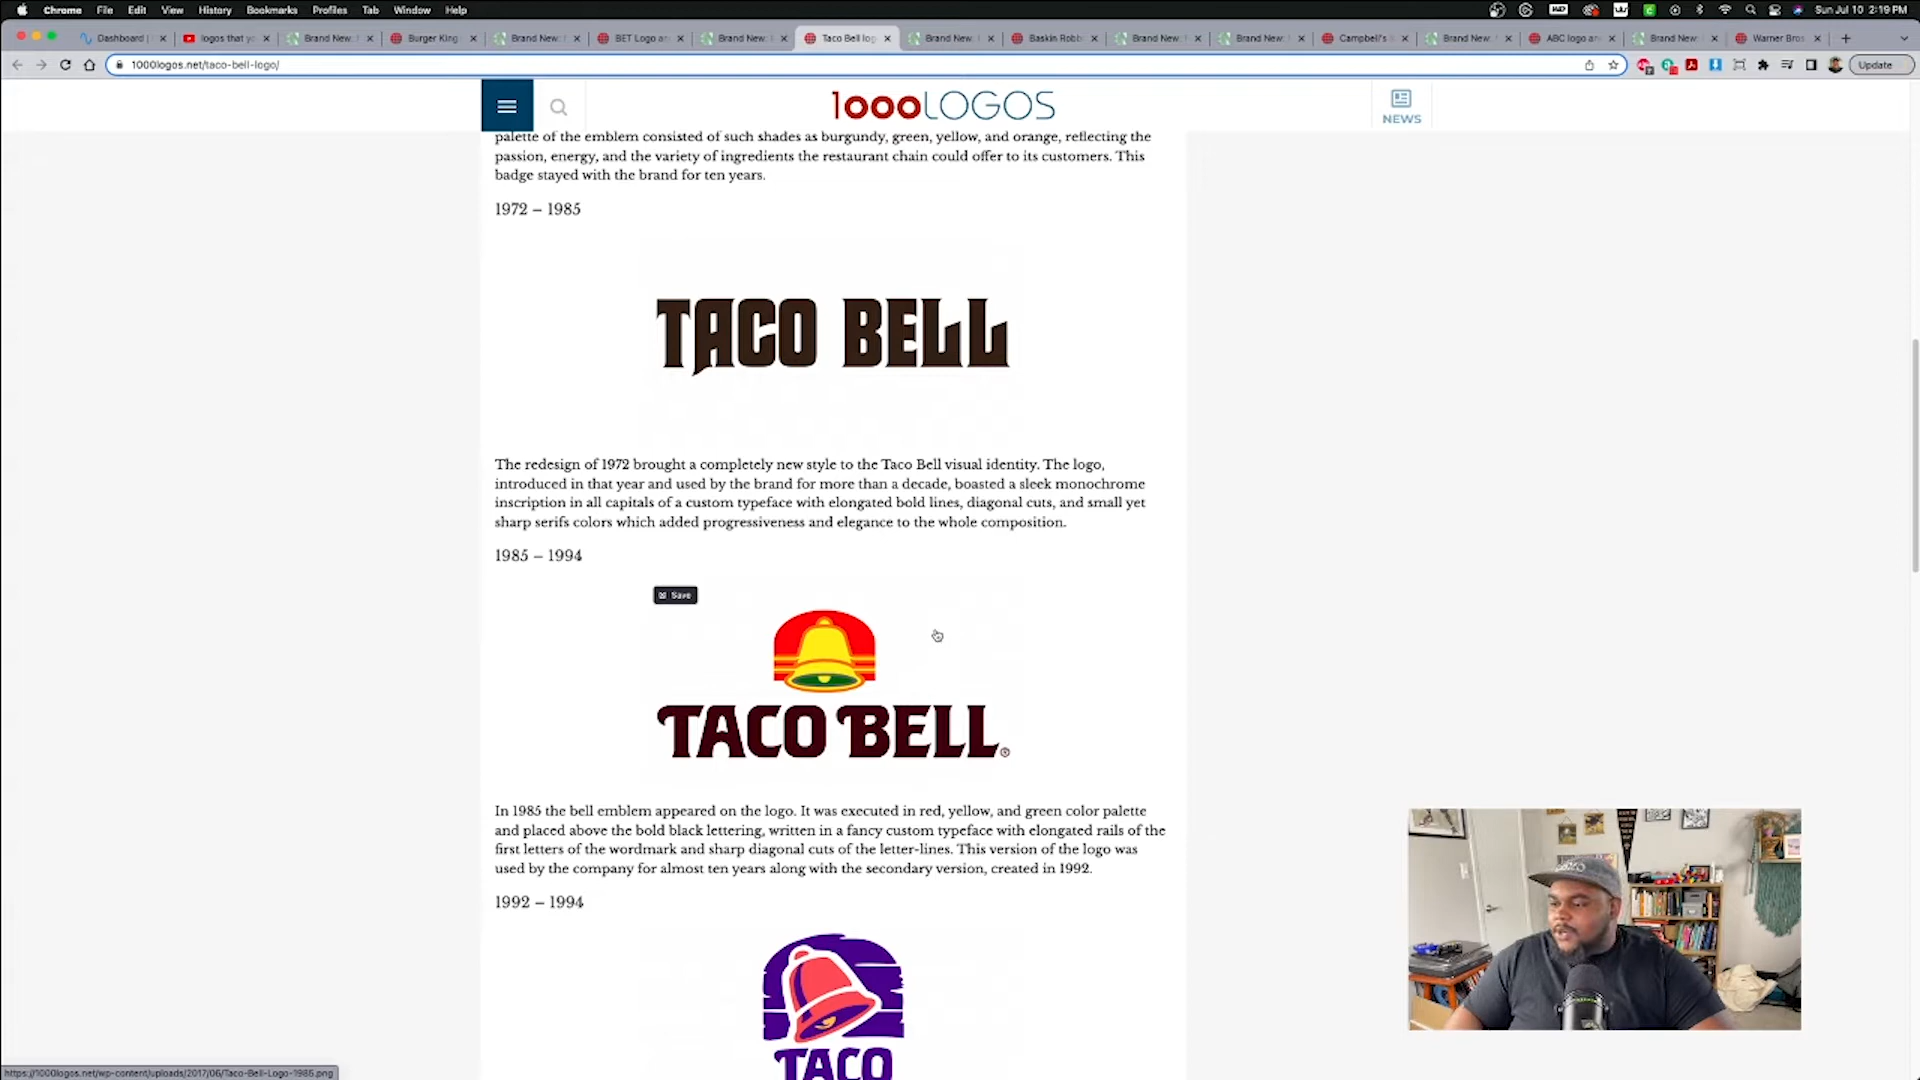 Chrome File Edit View History Bookmarks Profiles Tab Window Help
Sun Jul 10 2:19 PM
Dashboard | logos that yo Brand New: Burger King Brand New: BET Logo an Brand New: Taco Bell log Brand New: Baskin Robb Brand New: Brand New: Campbell's Brand New: ABC logo an Brand New: Warner Bros
1000logos.net/taco-bell-logo/
Update
1000LOGOS
NEWS
palette of the emblem consisted of such shades as burgundy, green, yellow, and orange, reflecting the
passion, energy, and the variety of ingredients the restaurant chain could offer to its customers. This
badge stayed with the brand for ten years.
1972 – 1985
TACO BELL
The redesign of 1972 brought a completely new style to the Taco Bell visual identity. The logo,
introduced in that year and used by the brand for more than a decade, boasted a sleek monochrome
inscription in all capitals of a custom typeface with elongated bold lines, diagonal cuts, and small yet
sharp serifs colors which added progressiveness and elegance to the whole composition.
1985 – 1994
Save
TACO BELL®
In 1985 the bell emblem appeared on the logo. It was executed in red, yellow, and green color palette
and placed above the bold black lettering, written in a fancy custom typeface with elongated rails of the
first letters of the wordmark and sharp diagonal cuts of the letter-lines. This version of the logo was
used by the company for almost ten years along with the secondary version, created in 1992.
1992 – 1994
TACO
https://1000logos.net/wp-content/uploads/2017/06/Taco-Bell-Logo-1985.png